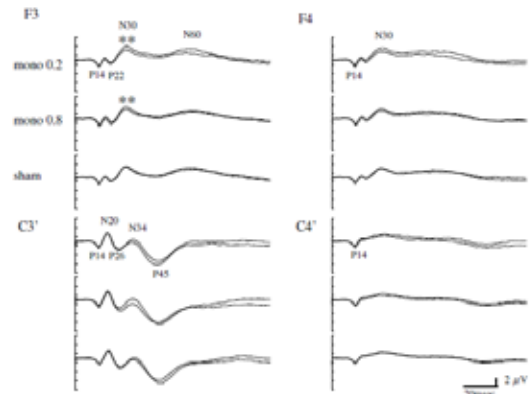 F3
F4
N30
N60
N30
**
mono 0.2
P14
P22
P14
**
mono 0.8
sham
C3'
N20
N34
C4'
P14
P26
P45
P14
2 μV